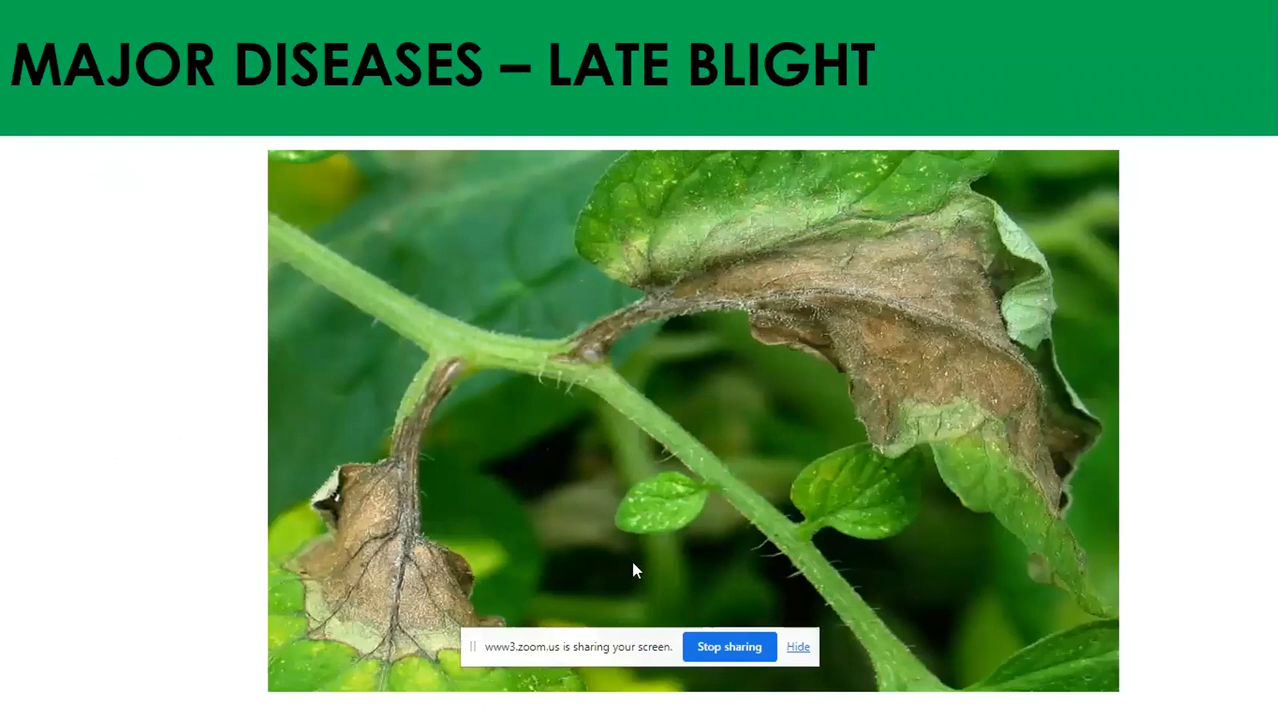 MAJOR DISEASES – LATE BLIGHT
www3.zoom.us is sharing your screen. Stop sharing Hide